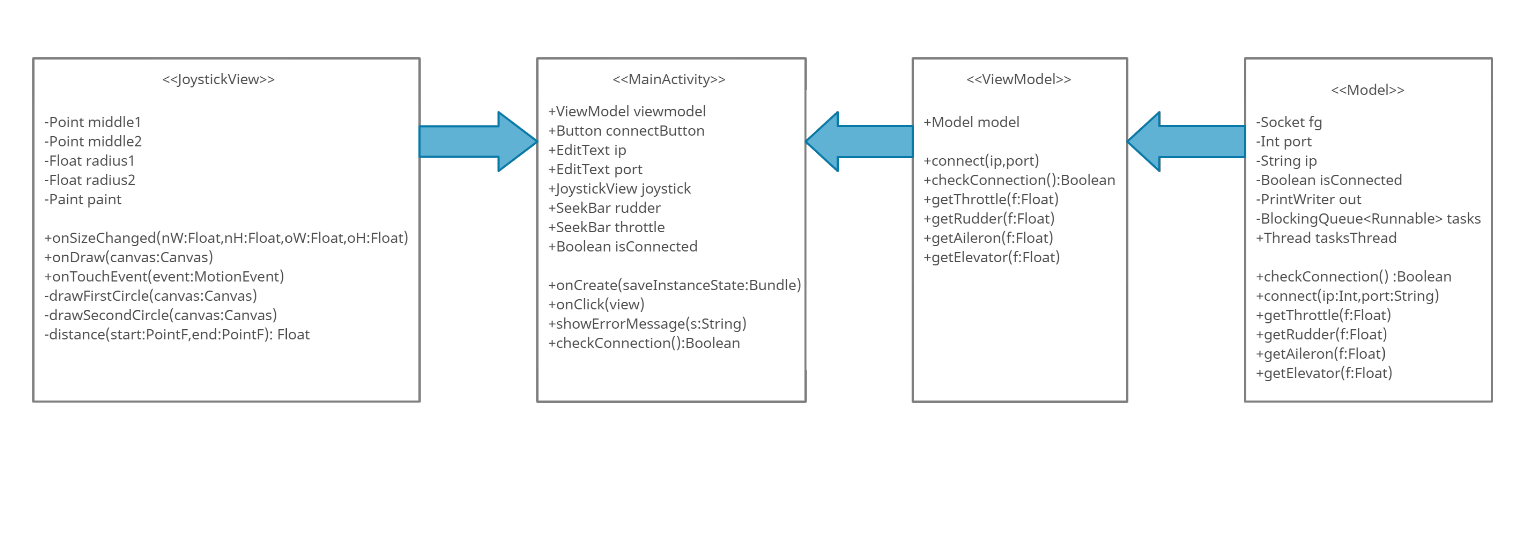 <<JoystickView>>
-Point middle1
-Point middle2
-Float radius1
-Float radius2
-Paint paint
+onSizeChanged(nW:Float,nH:Float,oW:Float,oH:Float)
+onDraw(canvas:Canvas)
+onTouchEvent(event:MotionEvent)
-drawFirstCircle(canvas:Canvas)
-drawSecondCircle(canvas:Canvas)
-distance(start:PointF,end:PointF): Float
<<MainActivity>>
+ViewModel viewmodel
+Button connectButton
+EditText ip
+EditText port
+JoystickView joystick
+SeekBar rudder
+SeekBar throttle
+Boolean isConnected
+onCreate(saveInstanceState:Bundle)
+onClick(view)
+showErrorMessage(s:String)
+checkConnection():Boolean
<<ViewModel>>
+Model model
+connect(ip,port)
+checkConnection():Boolean
+getThrottle(f:Float)
+getRudder(f:Float)
+getAileron(f:Float)
+getElevator(f:Float)
<<Model>>
-Socket fg
-Int port
-String ip
-Boolean isConnected
-PrintWriter out
-BlockingQueue<Runnable> tasks
+Thread tasksThread
+checkConnection() :Boolean
+connect(ip:Int,port:String)
+getThrottle(f:Float)
+getRudder(f:Float)
+getAileron(f:Float)
+getElevator(f:Float)